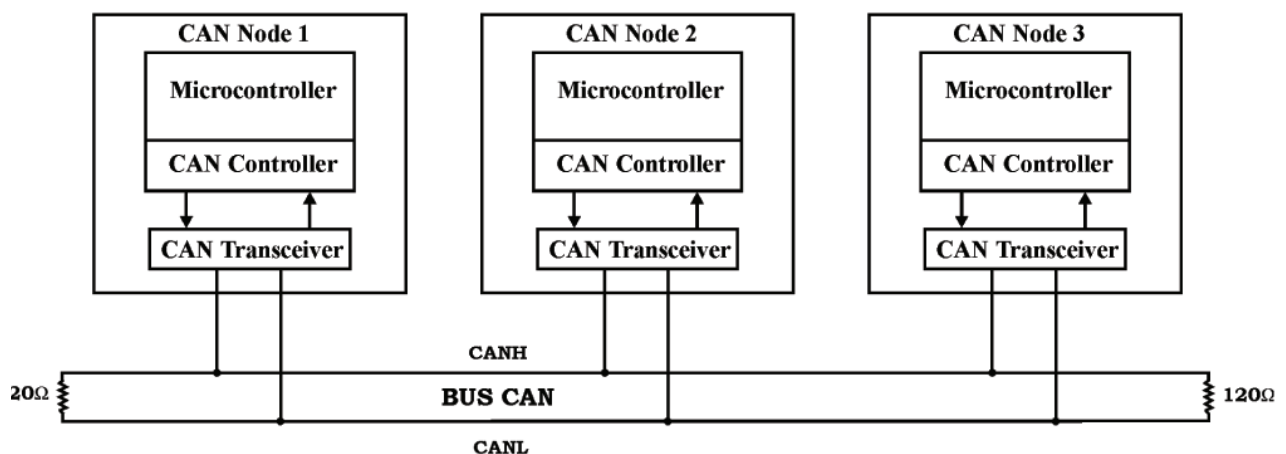 CAN Node 1
Microcontroller
CAN Controller
CAN Transceiver
CAN Node 2
Microcontroller
CAN Controller
CAN Transceiver
CAN Node 3
Microcontroller
CAN Controller
CAN Transceiver
CANH
20Ω
BUS CAN
120Ω
CANL